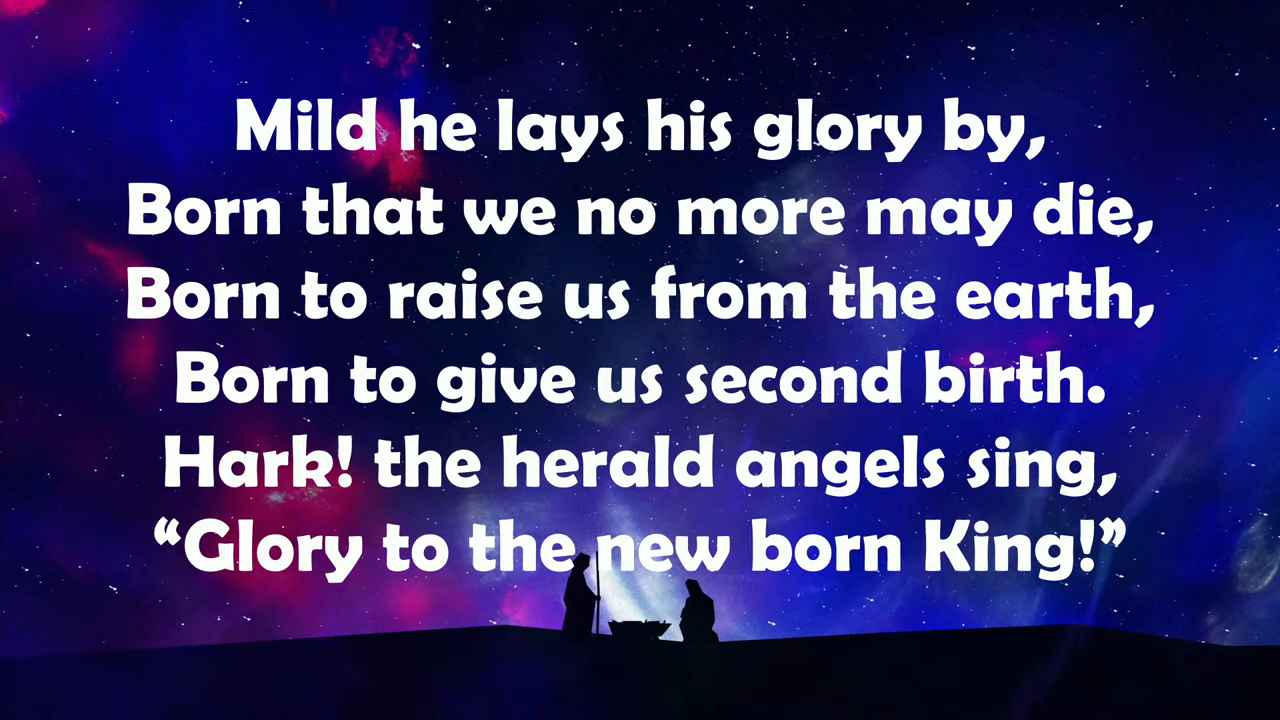 Mild he lays his glory by,
Born that we no more may die,
Born to raise us from the earth,
Born to give us second birth.
Hark! the herald angels sing,
“Glory to the new born King!”